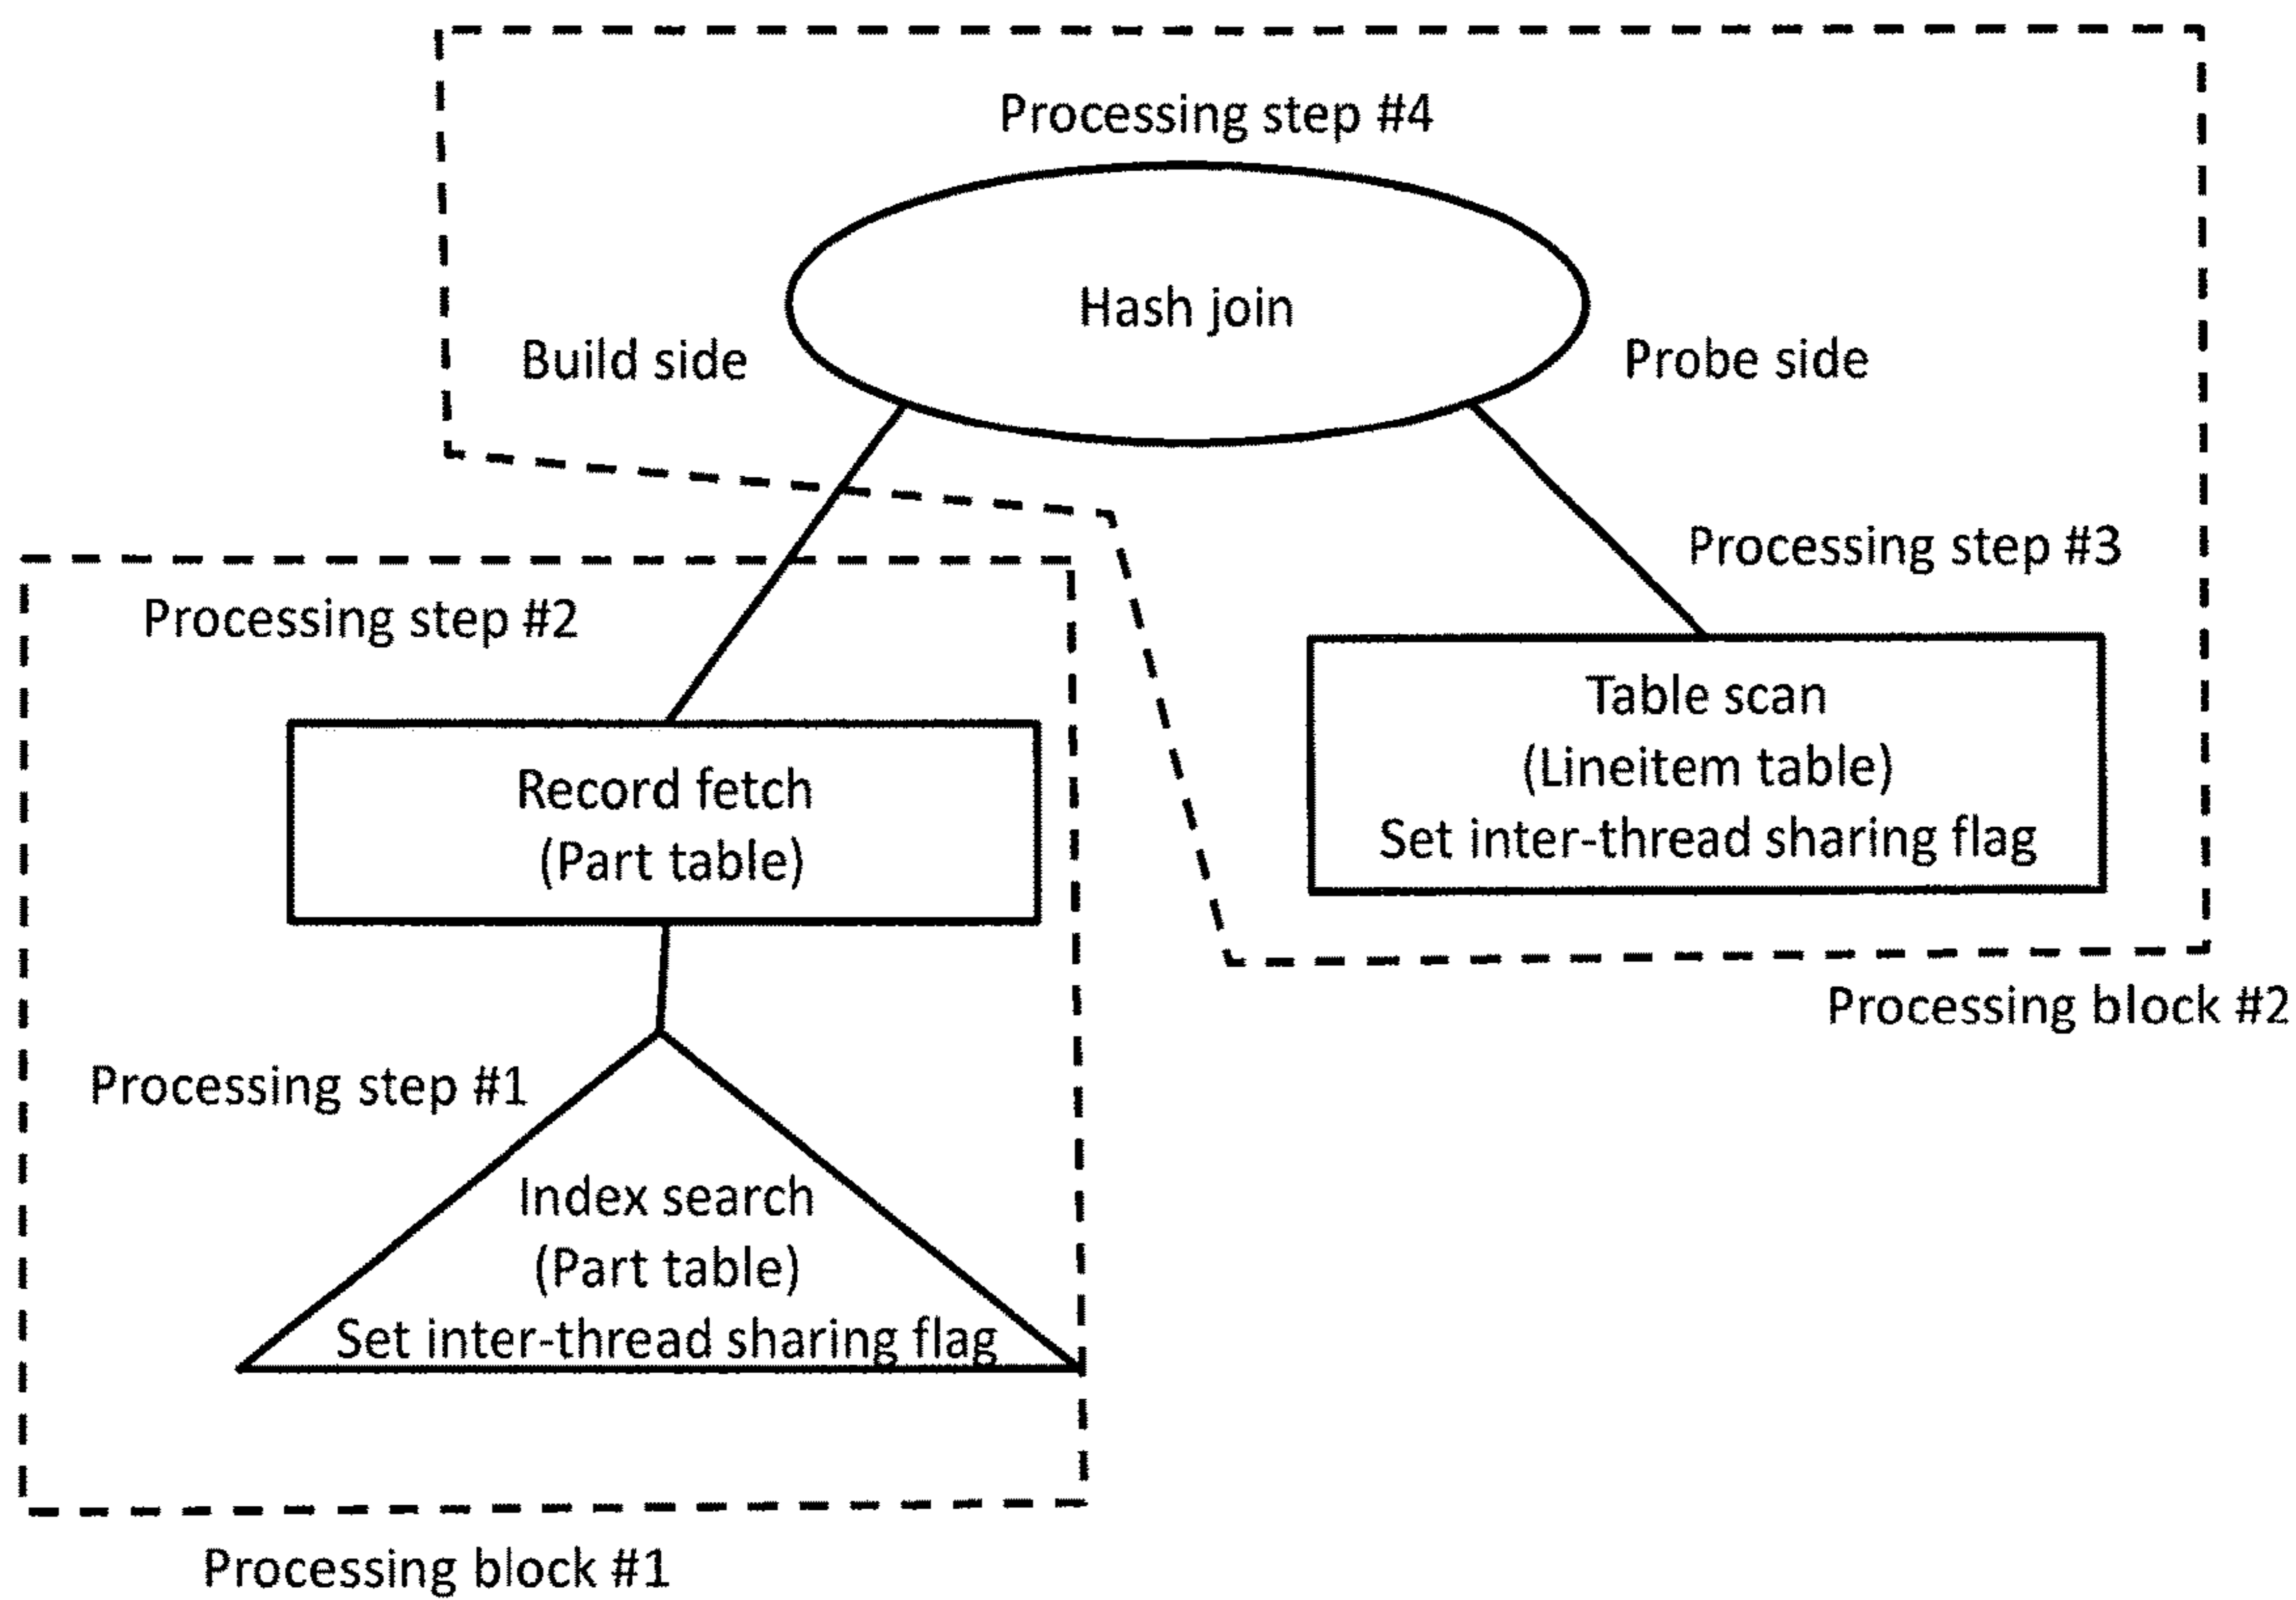 Processing step #4
Hash join
Build side
Probe side
Processing step #3
Processing step #2
Table scan
(Lineitem table)
Set inter-thread sharing flag
Record fetch
(Part table)
Processing block #2
Processing step #1
Index search
(Part table)
Set inter-thread sharing flag
Processing block #1